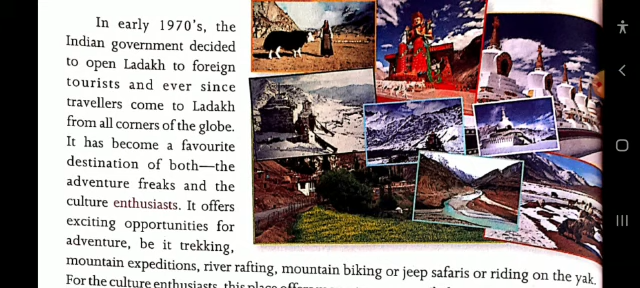 In early 1970's, the
Indian government decided
to open Ladakh to foreign
tourists and ever since
travellers come to Ladakh
from all corners of the globe.
It has become a favourite
destination of both—the
adventure freaks and the
culture enthusiasts. It offers
exciting opportunities for
adventure, be it trekking,
mountain expeditions, river rafting, mountain biking or jeep safaris or riding on the yak.
For the culture enthusiasts, this place